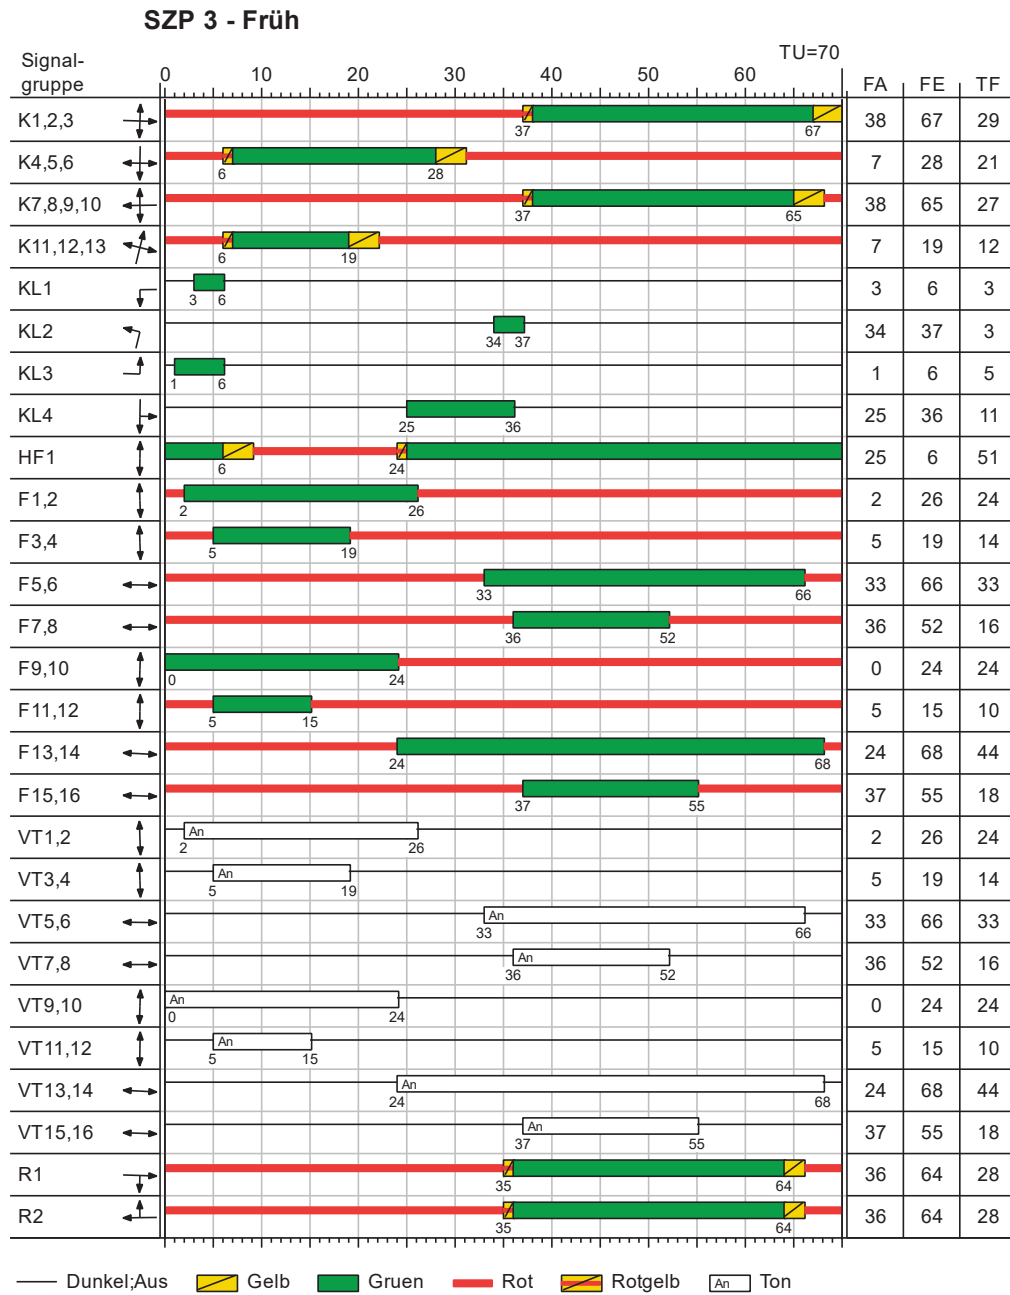 SZP 3 - Früh
TU=70
Signal-
gruppe
0 10 20 30 40 50 60
FA FE TF
K1,2,3 37 67 38 67 29
K4,5,6 6 28 7 28 21
K7,8,9,10 37 65 38 65 27
K11,12,13 6 19 7 19 12
KL1 3 6 3 6 3
KL2 34 37 34 37 3
KL3 1 6 1 6 5
KL4 25 36 25 36 11
HF1 6 24 25 6 51
F1,2 2 26 2 26 24
F3,4 5 19 5 19 14
F5,6 33 66 33 66 33
F7,8 36 52 36 52 16
F9,10 0 24 0 24 24
F11,12 5 15 5 15 10
F13,14 24 68 24 68 44
F15,16 37 55 37 55 18
VT1,2 An 2 26 2 26 24
VT3,4 An 5 19 5 19 14
VT5,6 An 33 66 33 66 33
VT7,8 An 36 52 36 52 16
VT9,10 An 0 24 0 24 24
VT11,12 An 5 15 5 15 10
VT13,14 An 24 68 24 68 44
VT15,16 An 37 55 37 55 18
R1 35 64 36 64 28
R2 35 64 36 64 28
Dunkel;Aus Gelb Gruen Rot Rotgelb An Ton